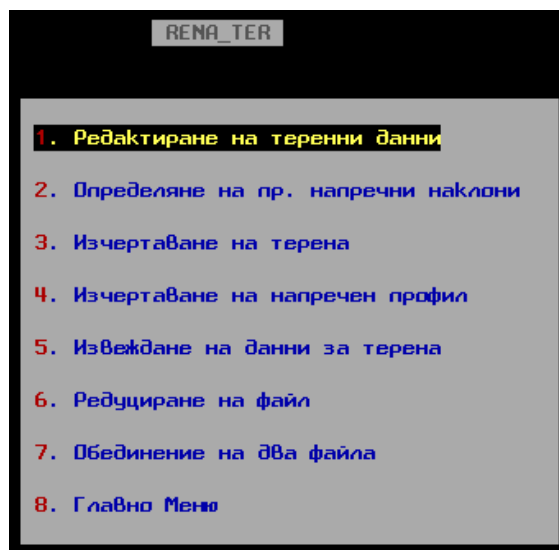 RENA_TER
1. Редактиране на теренни данни
2. Определяне на пр. напречни наклони
3. Изчертаване на терена
4. Изчертаване на напречен профил
5. Извеждане на данни за терена
6. Редуциране на файл
7. Обединение на два файла
8. Главно Меню